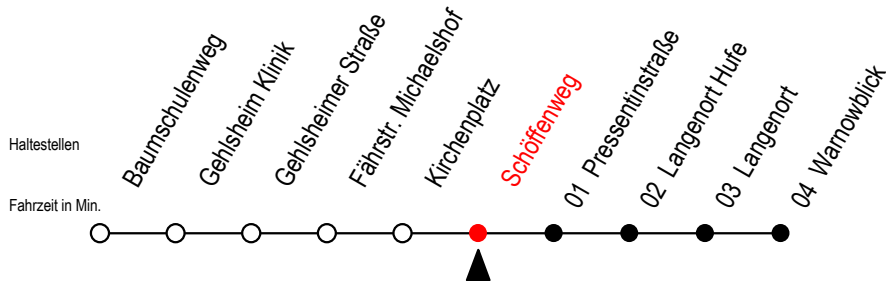 Haltestellen
Baumschulenweg
Gehlsheim Klinik
Gehlsheimer Straße
Fährstr. Michaelshof
Kirchenplatz
Schöffenweg
01 Pressentinstraße
02 Langenort Hufe
03 Langenort
04 Warnowblick
Fahrzeit in Min.